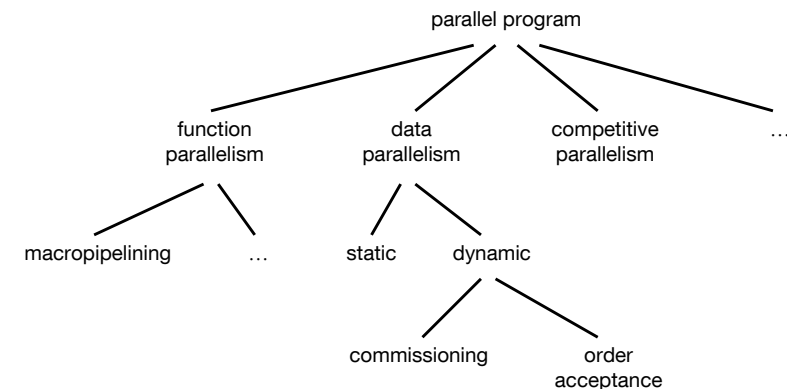 parallel program
function
parallelism
data
parallelism
competitive
parallelism
…
macropipelining
…
static
dynamic
commissioning
order
acceptance